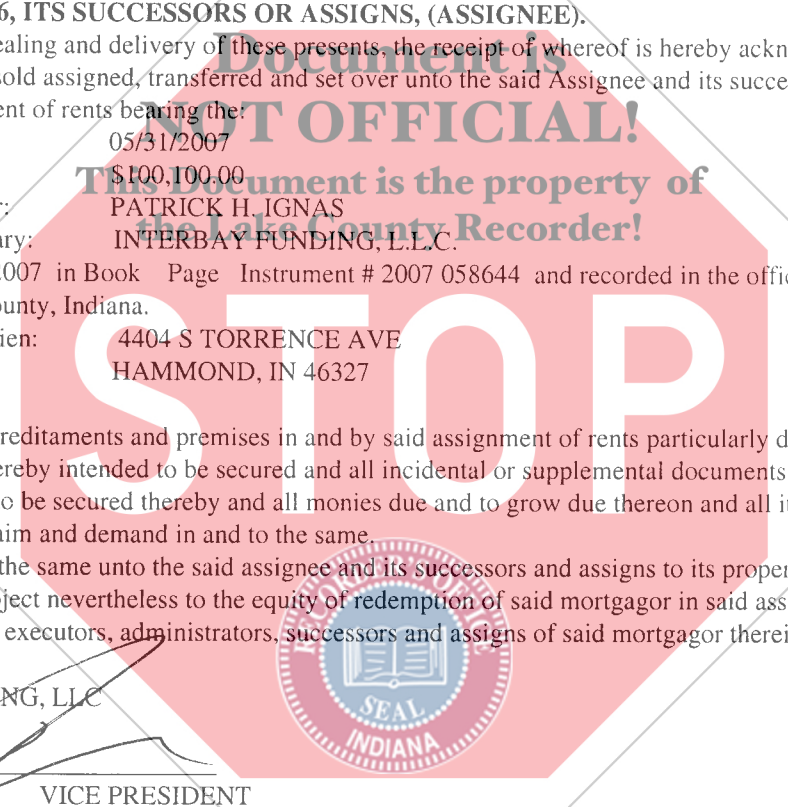 6, ITS SUCCESSORS OR ASSIGNS, (ASSIGNEE).
ealing and delivery of these presents, the receipt of whereof is hereby ackn
sold assigned, transferred and set over unto the said Assignee and its succe
ent of rents bearing the:
05/31/2007
$100,100.00
r: PATRICK H. IGNAS
ary: INTERBAY FUNDING, L.L.C.
2007 in Book Page Instrument # 2007 058644 and recorded in the offic
ounty, Indiana.
ien: 4404 S TORRENCE AVE
HAMMOND, IN 46327
reditaments and premises in and by said assignment of rents particularly d
ereby intended to be secured and all incidental or supplemental documents
o be secured thereby and all monies due and to grow due thereon and all i
aim and demand in and to the same.
the same unto the said assignee and its successors and assigns to its proper
bject nevertheless to the equity of redemption of said mortgagor in said ass
executors, administrators, successors and assigns of said mortgagor therei
NG, LLC
VICE PRESIDENT
Document is
NOT OFFICIAL!
This Document is the property of
the Lake County Recorder!
STOP
RECORDER'S OFFICE
SEAL
INDIANA